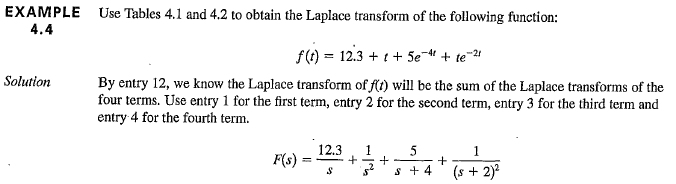 EXAMPLE 4.4 Use Tables 4.1 and 4.2 to obtain the Laplace transform of the following function:
f(t) = 12.3 + t + 5e^{-4t} + te^{-2t}
Solution By entry 12, we know the Laplace transform of f(t) will be the sum of the Laplace transforms of the
four terms. Use entry 1 for the first term, entry 2 for the second term, entry 3 for the third term and
entry 4 for the fourth term.
F(s) = \frac{12.3}{s} + \frac{1}{s^2} + \frac{5}{s + 4} + \frac{1}{(s + 2)^2}